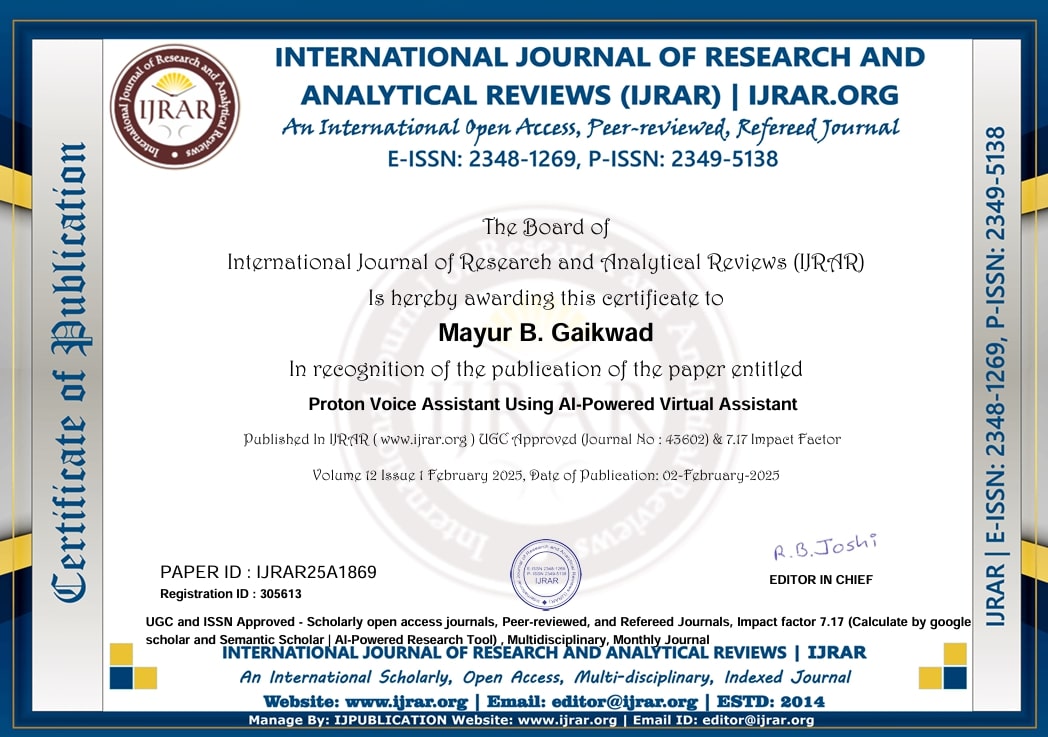 INTERNATIONAL JOURNAL OF RESEARCH AND
ANALYTICAL REVIEWS (IJRAR) | IJRAR.ORG
An International Open Access, Peer-reviewed, Refereed Journal
E-ISSN: 2348-1269, P-ISSN: 2349-5138
International Journal of Research and Analytical Reviews
IJRAR
Certificate of Publication
The Board of
International Journal of Research and Analytical Reviews (IJRAR)
Is hereby awarding this certificate to
Mayur B. Gaikwad
In recognition of the publication of the paper entitled
Proton Voice Assistant Using AI-Powered Virtual Assistant
Published In IJRAR ( www.ijrar.org ) UGC Approved (Journal No : 43602) & 7.17 Impact Factor
Volume 12 Issue 1 February 2025, Date of Publication: 02-February-2025
IJRAR | E-ISSN: 2348-1269, P-ISSN: 2349-5138
PAPER ID : IJRAR25A1869
Registration ID : 305613
E-ISSN 2348-1269
P- ISSN 2349-5138
IJRAR
R.B.Joshi
EDITOR IN CHIEF
UGC and ISSN Approved - Scholarly open access journals, Peer-reviewed, and Refereed Journals, Impact factor 7.17 (Calculate by google
scholar and Semantic Scholar | AI-Powered Research Tool) , Multidisciplinary, Monthly Journal
INTERNATIONAL JOURNAL OF RESEARCH AND ANALYTICAL REVIEWS | IJRAR
An International Scholarly, Open Access, Multi-disciplinary, Indexed Journal
Website: www.ijrar.org | Email: editor@ijrar.org | ESTD: 2014
Manage By: IJPUBLICATION Website: www.ijrar.org | Email ID: editor@ijrar.org